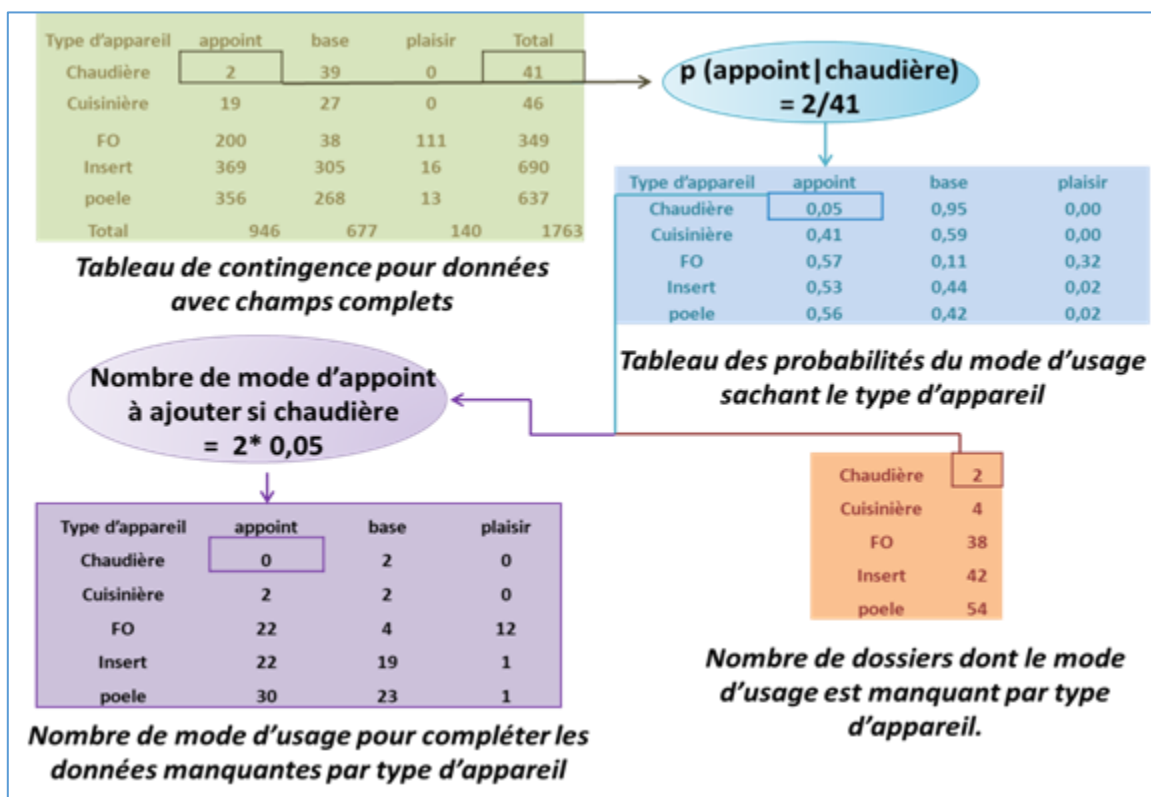 Type d'appareil appoint base plaisir Total
Chaudière 2 39 0 41
Cuisinière 19 27 0 46
FO 200 38 111 349
Insert 369 305 16 690
poele 356 268 13 637
Total 946 677 140 1763
Tableau de contingence pour données
avec champs complets
p (appoint|chaudière)
= 2/41
Type d'appareil appoint base plaisir
Chaudière 0,05 0,95 0,00
Cuisinière 0,41 0,59 0,00
FO 0,57 0,11 0,32
Insert 0,53 0,44 0,02
poele 0,56 0,42 0,02
Tableau des probabilités du mode d'usage
sachant le type d'appareil
Nombre de mode d'appoint
à ajouter si chaudière
= 2* 0,05
Chaudière 2
Cuisinière 4
FO 38
Insert 42
poele 54
Nombre de dossiers dont le mode
d'usage est manquant par type
d'appareil.
Type d'appareil appoint base plaisir
Chaudière 0 2 0
Cuisinière 2 2 0
FO 22 4 12
Insert 22 19 1
poele 30 23 1
Nombre de mode d'usage pour compléter les
données manquantes par type d'appareil